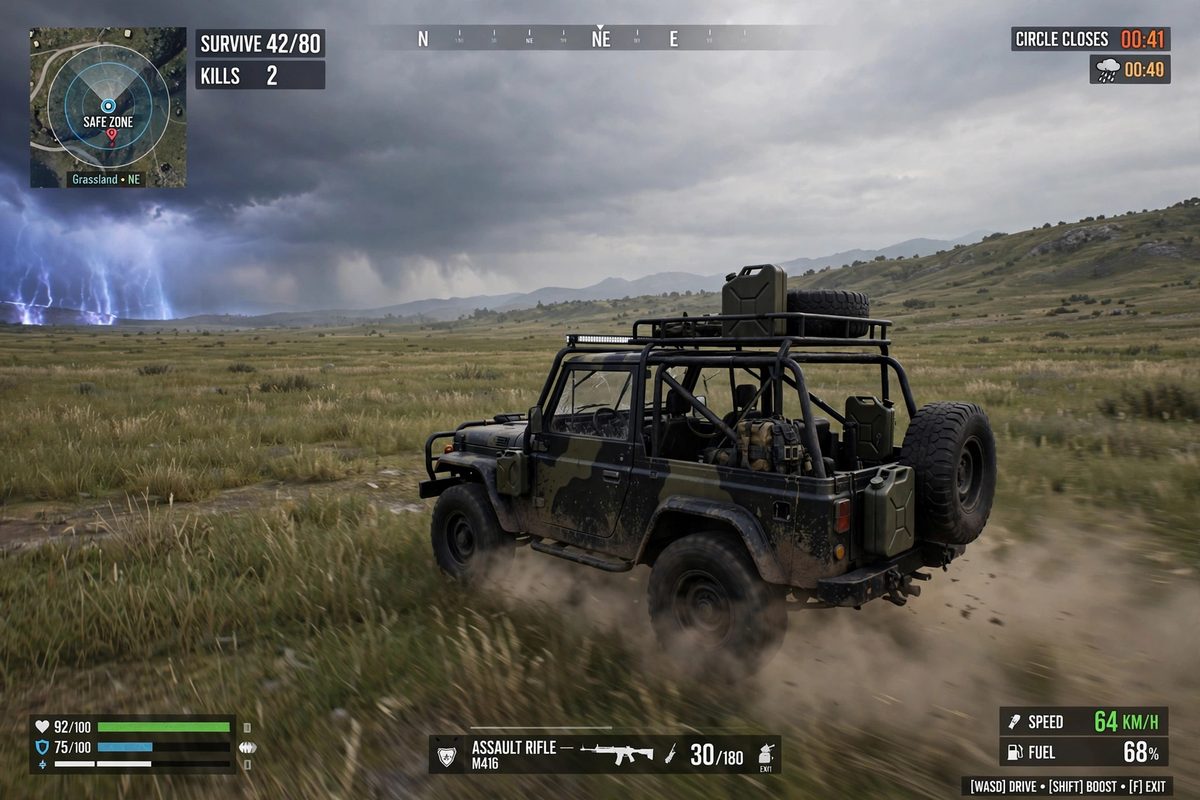 SURVIVE 42/80
KILLS 2
SAFE ZONE
Grassland • NE
N NE NE E
CIRCLE CLOSES 00:41
00:40
92/100
75/100
ASSAULT RIFLE
M416
30/180
EXIT
SPEED 64 KM/H
FUEL 68%
[WASD] DRIVE • [SHIFT] BOOST • [F] EXIT